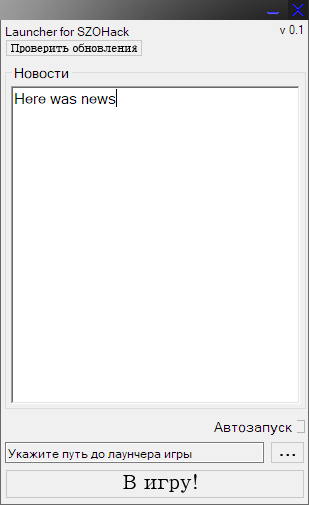 Launcher for SZOHack
v 0.1
Проверить обновления
Новости
Here was news
Автозапуск
Укажите путь до лаунчера игры
...
В игру!